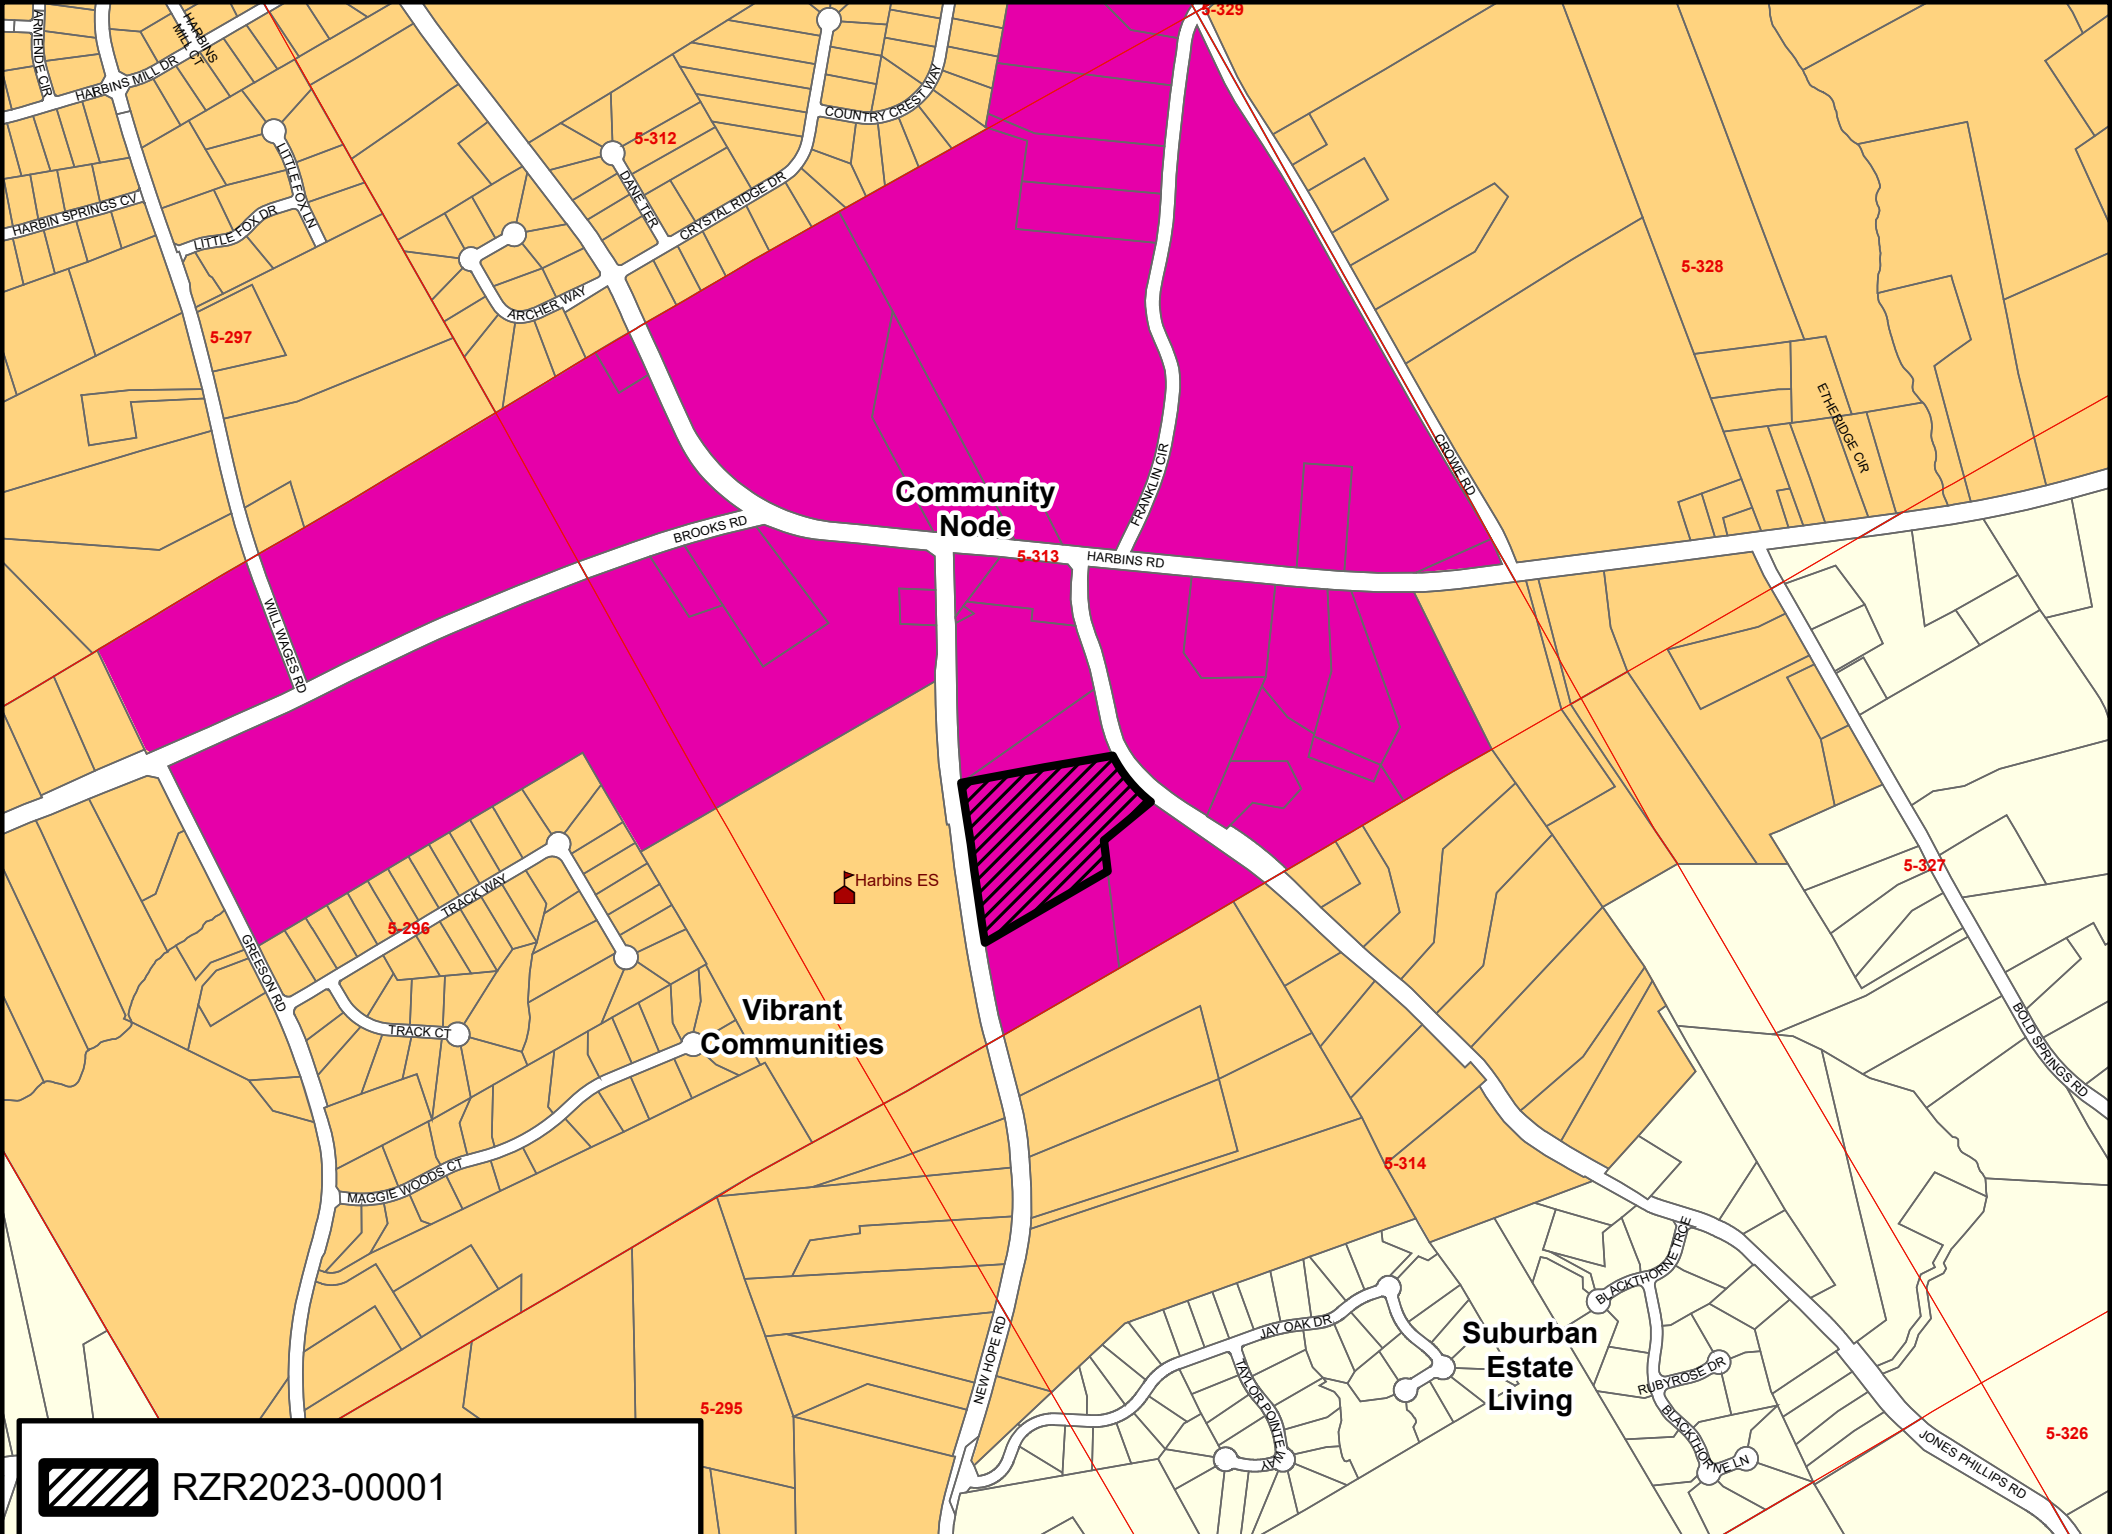 5-329
ARMENDE CIR
HARBINS
MILL CT
HARBINS MILL DR
COUNTRY CREST WAY
5-312
LITTLE FOX LN
DANE TER
HARBIN SPRINGS CV
LITTLE FOX DR
CRYSTAL RIDGE DR
5-328
ARCHER WAY
5-297
ETHERIDGE CIR
CROWE RD
FRANKLIN CIR
Community
Node
BROOKS RD
5-313
HARBINS RD
WILL WAGES RD
5-327
Harbins ES
TRACK WAY
5-296
GREESON RD
Vibrant
Communities
TRACK CT
BOLD SPRINGS RD
5-314
MAGGIE WOODS CT
BLACKTHORNE TRCE
NEW HOPE RD
JAY OAK DR
Suburban
Estate
Living
TAYLOR POINTE WAY
RUBYROSE DR
5-295
BLACKTHORNE LN
JONES PHILLIPS RD
5-326
RZR2023-00001